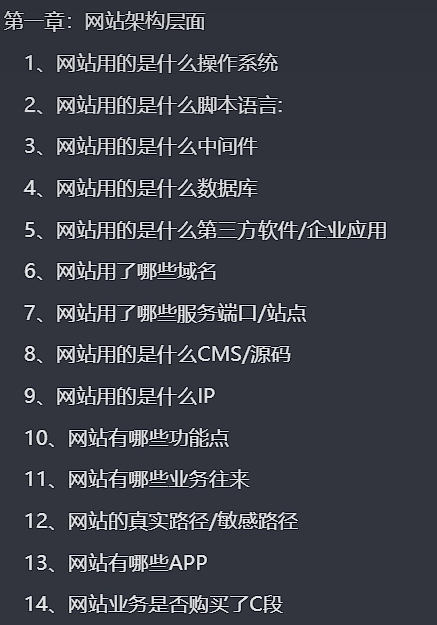 第一章：网站架构层面
1、网站用的是什么操作系统
2、网站用的是什么脚本语言:
3、网站用的是什么中间件
4、网站用的是什么数据库
5、网站用的是什么第三方软件/企业应用
6、网站用了哪些域名
7、网站用了哪些服务端口/站点
8、网站用的是什么CMS/源码
9、网站用的是什么IP
10、网站有哪些功能点
11、网站有哪些业务往来
12、网站的真实路径/敏感路径
13、网站有哪些APP
14、网站业务是否购买了C段